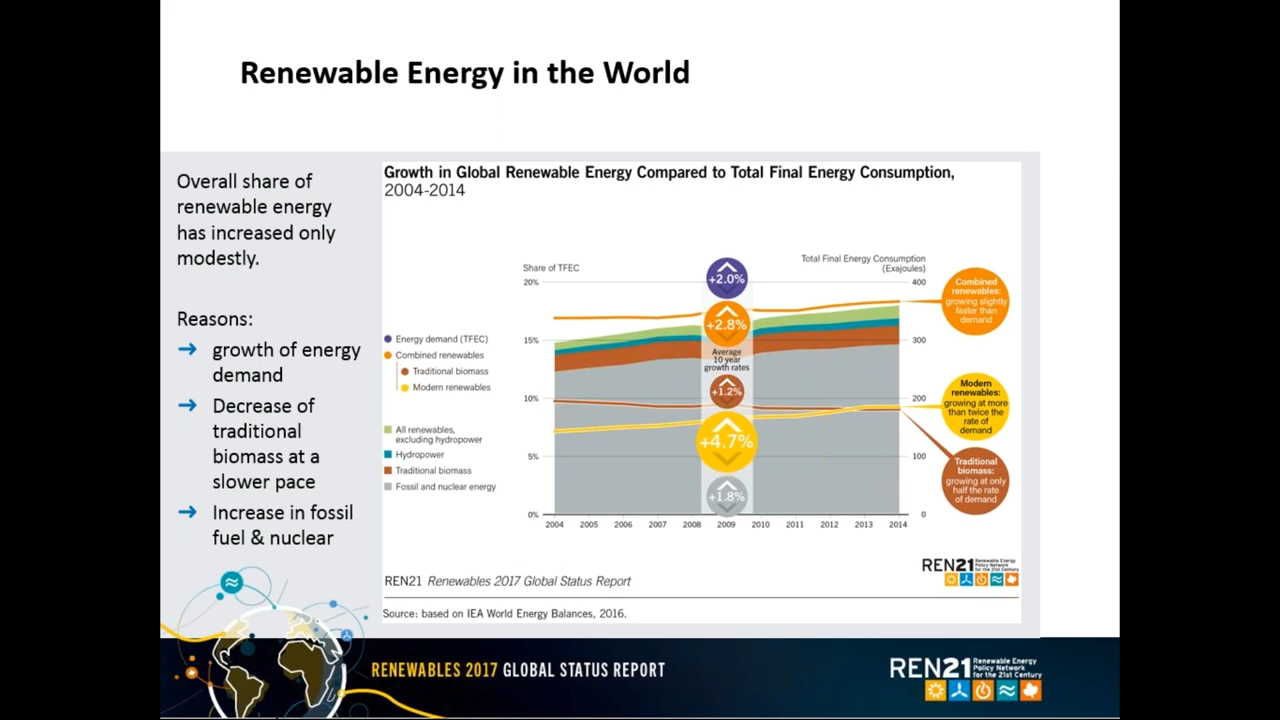 Renewable Energy in the World
Overall share of
renewable energy
has increased only
modestly.
Reasons:
→ growth of energy
demand
→ Decrease of
traditional
biomass at a
slower pace
→ Increase in fossil
fuel & nuclear
Growth in Global Renewable Energy Compared to Total Final Energy Consumption,
2004-2014
Share of TFEC
Total Final Energy Consumption
(Exajoules)
20%
15%
10%
5%
0%
400
300
200
100
0
2004 2005 2006 2007 2008 2009 2010 2011 2012 2013 2014
Energy demand (TFEC)
Combined renewables
Traditional biomass
Modern renewables
All renewables,
excluding hydropower
Hydropower
Traditional biomass
Fossil and nuclear energy
+2.0%
+2.8%
Average
10 year
growth rates
+1.2%
+4.7%
+1.8%
Combined
renewables:
growing slightly
faster than
demand
Modern
renewables:
growing at more
than twice the
rate of
demand
Traditional
biomass:
growing at only
half the rate
of demand
REN21 Renewable Energy
Policy Network
for the 21st Century
REN21 Renewables 2017 Global Status Report
Source: based on IEA World Energy Balances, 2016.
RENEWABLES 2017 GLOBAL STATUS REPORT
REN21 Renewable Energy
Policy Network
for the 21st Century